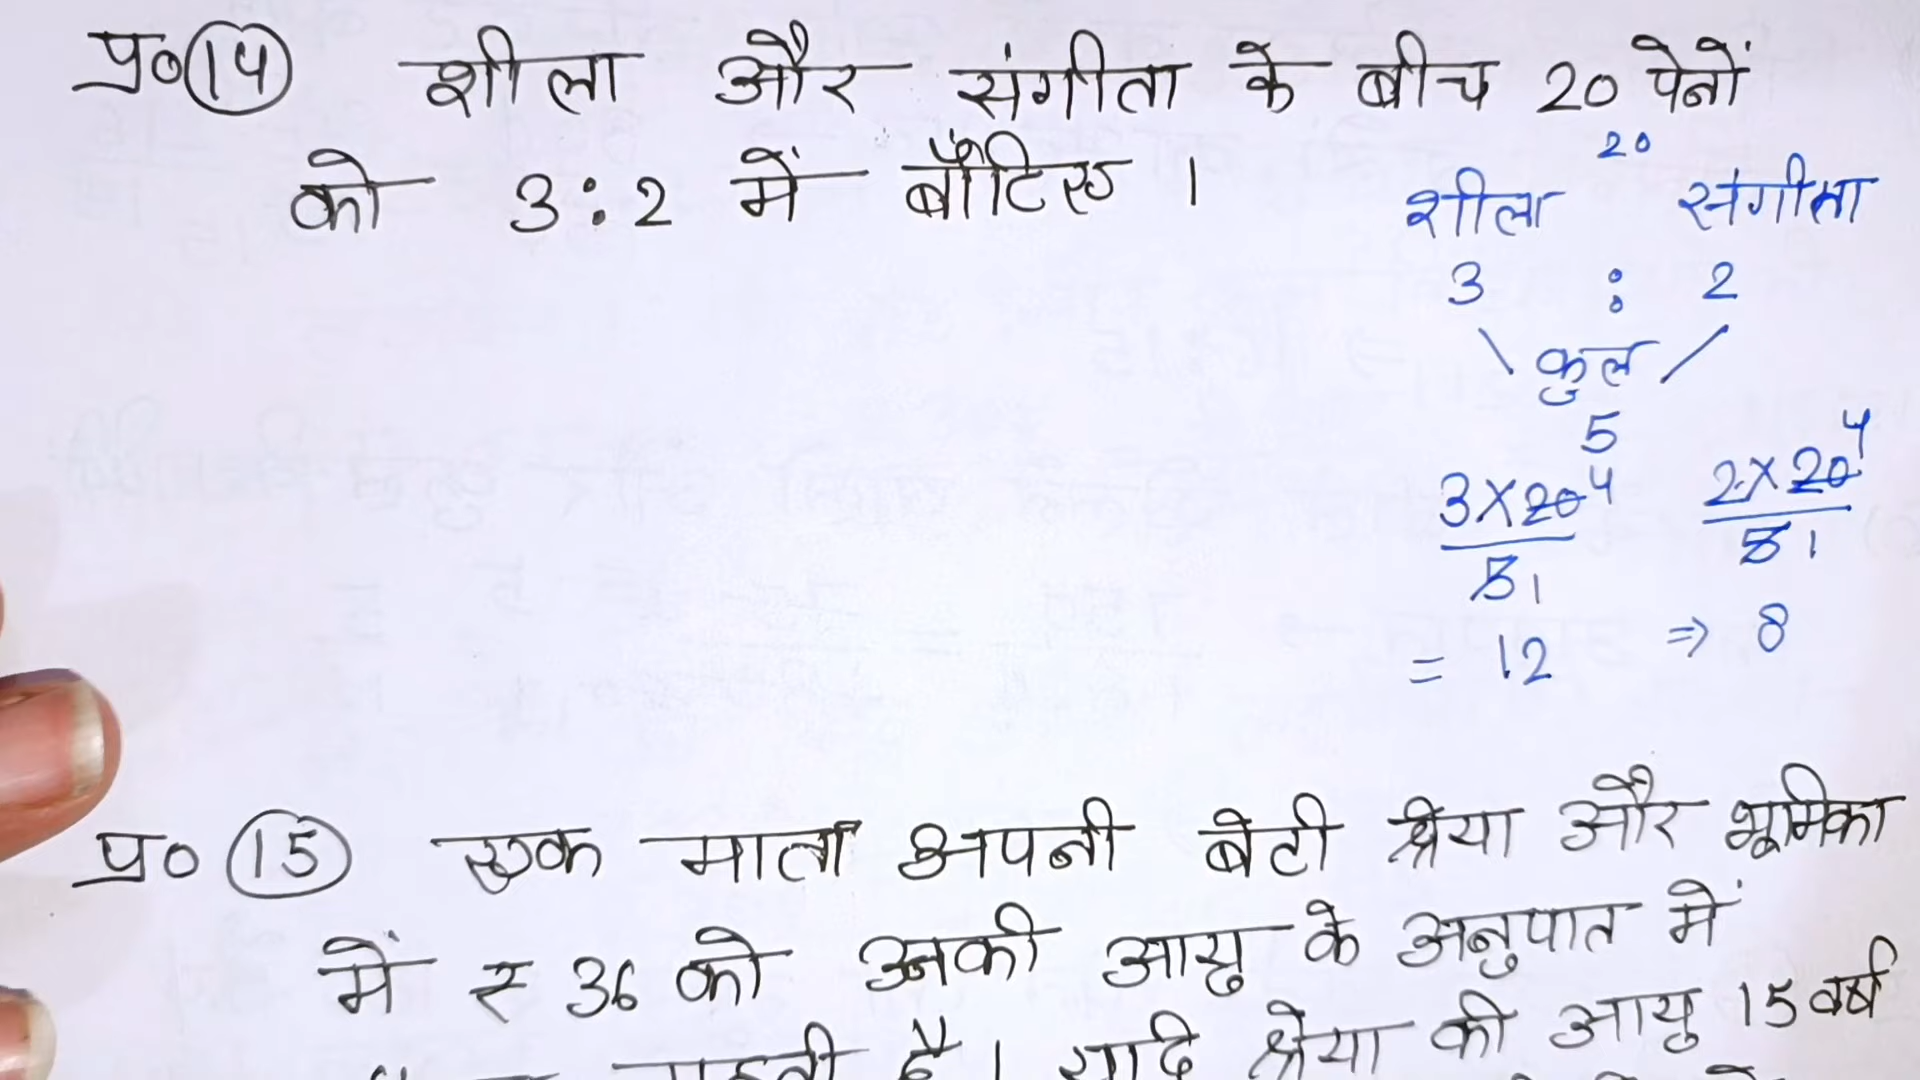 प्र० 14 शीला और संगीता के बीच 20 पेनों
को 3:2 में बाँटिए ।
20
शीला संगीता
3 : 2
कुल
5
3×20 4 2×20 4
5 1 5 1
= 12 ⇒ 8
प्र० 15 एक माता अपनी बेटी श्रेया और भूमिका
में ₹ 36 को उनकी आयु के अनुपात में
है । यदि श्रेया की आयु 15 वर्ष